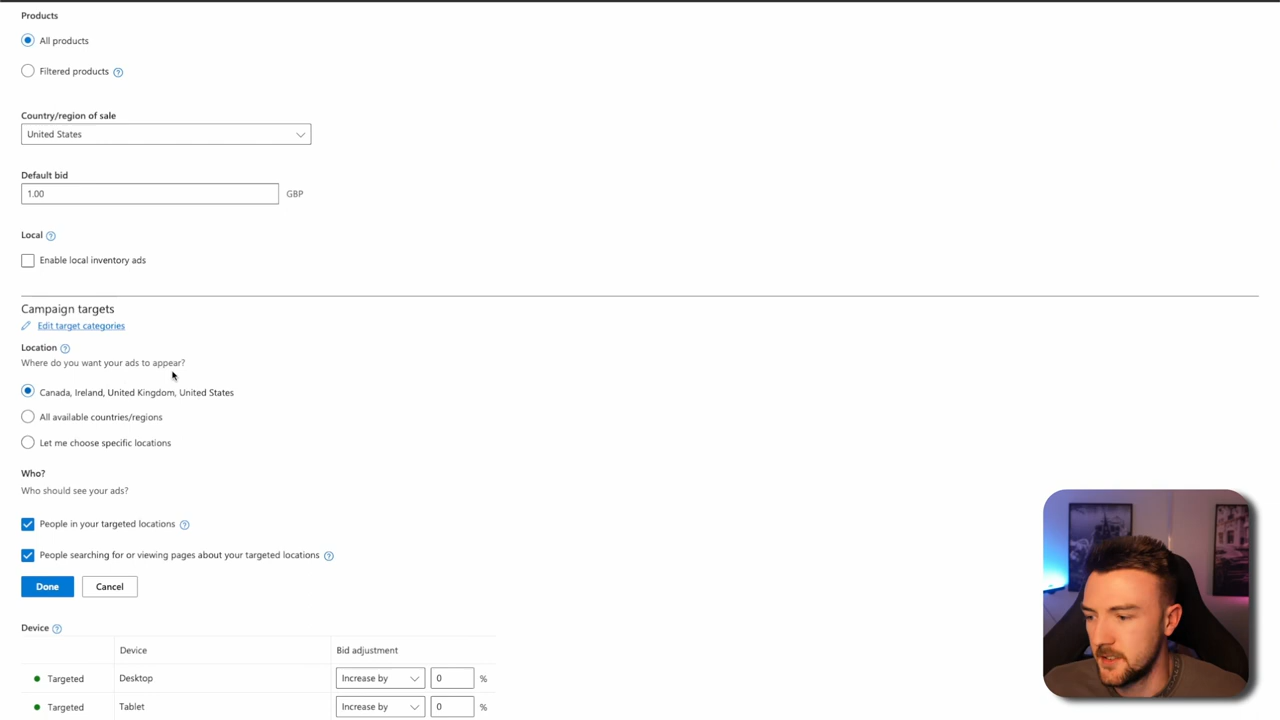 Products
All products
Filtered products
Country/region of sale
United States
Default bid
1.00 GBP
Local
Enable local inventory ads
Campaign targets
Edit target categories
Location
Where do you want your ads to appear?
Canada, Ireland, United Kingdom, United States
All available countries/regions
Let me choose specific locations
Who?
Who should see your ads?
People in your targeted locations
People searching for or viewing pages about your targeted locations
Done Cancel
Device
Device Bid adjustment
Targeted Desktop Increase by 0 %
Targeted Tablet Increase by 0 %